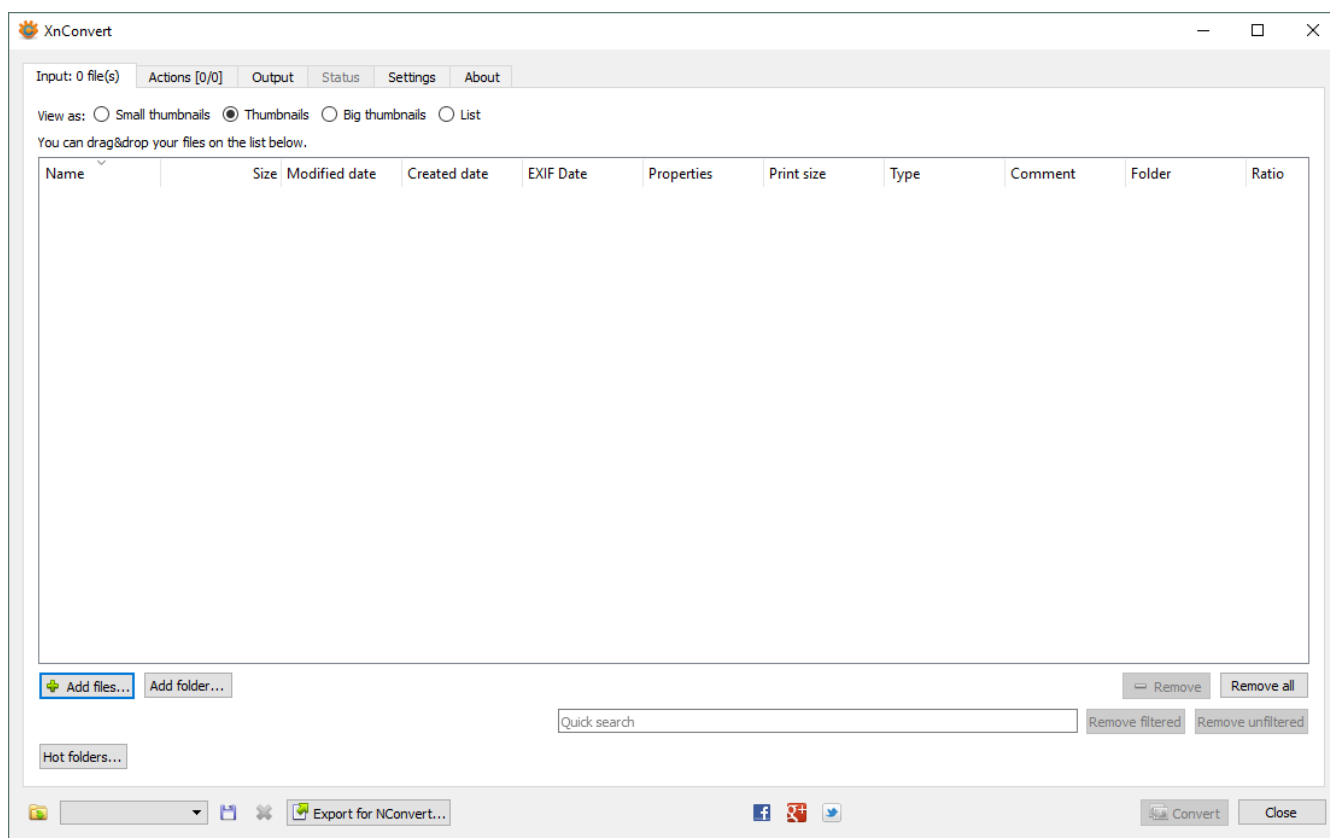 XnConvert
Input: 0 file(s) Actions [0/0] Output Status Settings About
View as: Small thumbnails Thumbnails Big thumbnails List
You can drag&drop your files on the list below.
Name Size Modified date Created date EXIF Date Properties Print size Type Comment Folder Ratio
Add files... Add folder... Remove Remove all
Quick search Remove filtered Remove unfiltered
Hot folders...
Export for NConvert... f g+ Convert Close